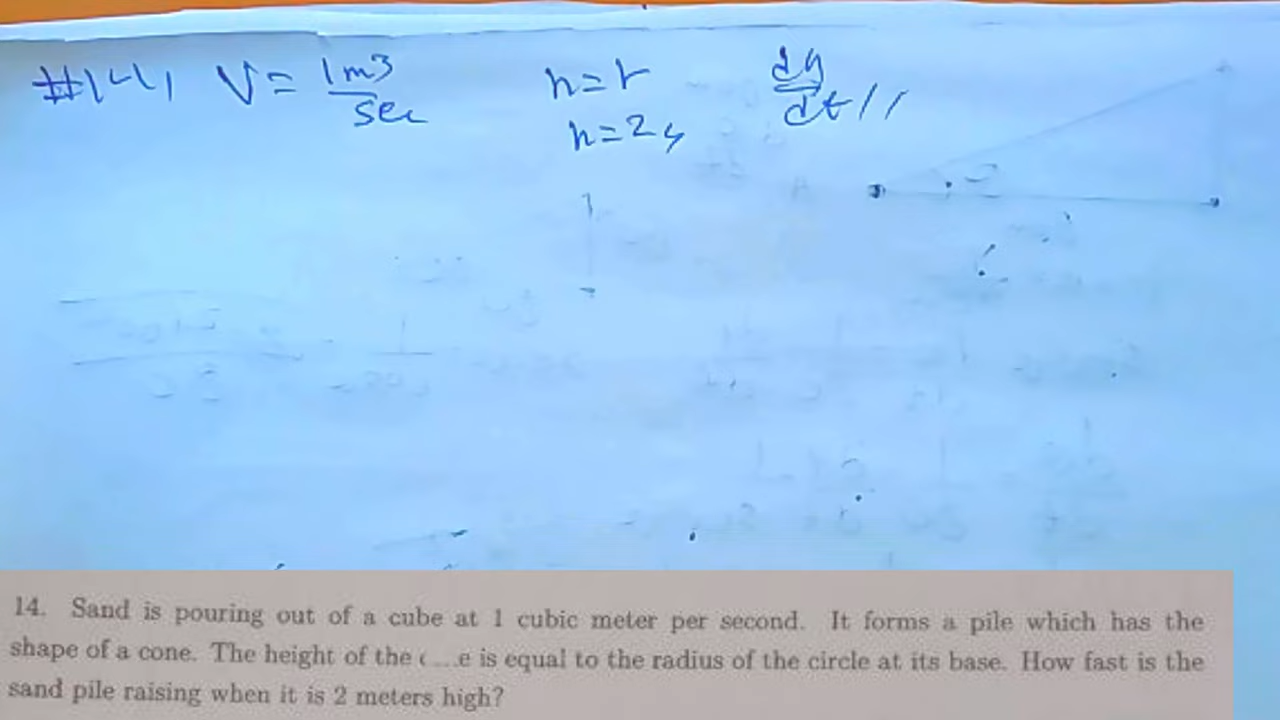 #14, V = 1m3/sec h=r dy/dt //
h=2
14. Sand is pouring out of a cube at 1 cubic meter per second. It forms a pile which has the
shape of a cone. The height of the is equal to the radius of the circle at its base. How fast is the
sand pile raising when it is 2 meters high?